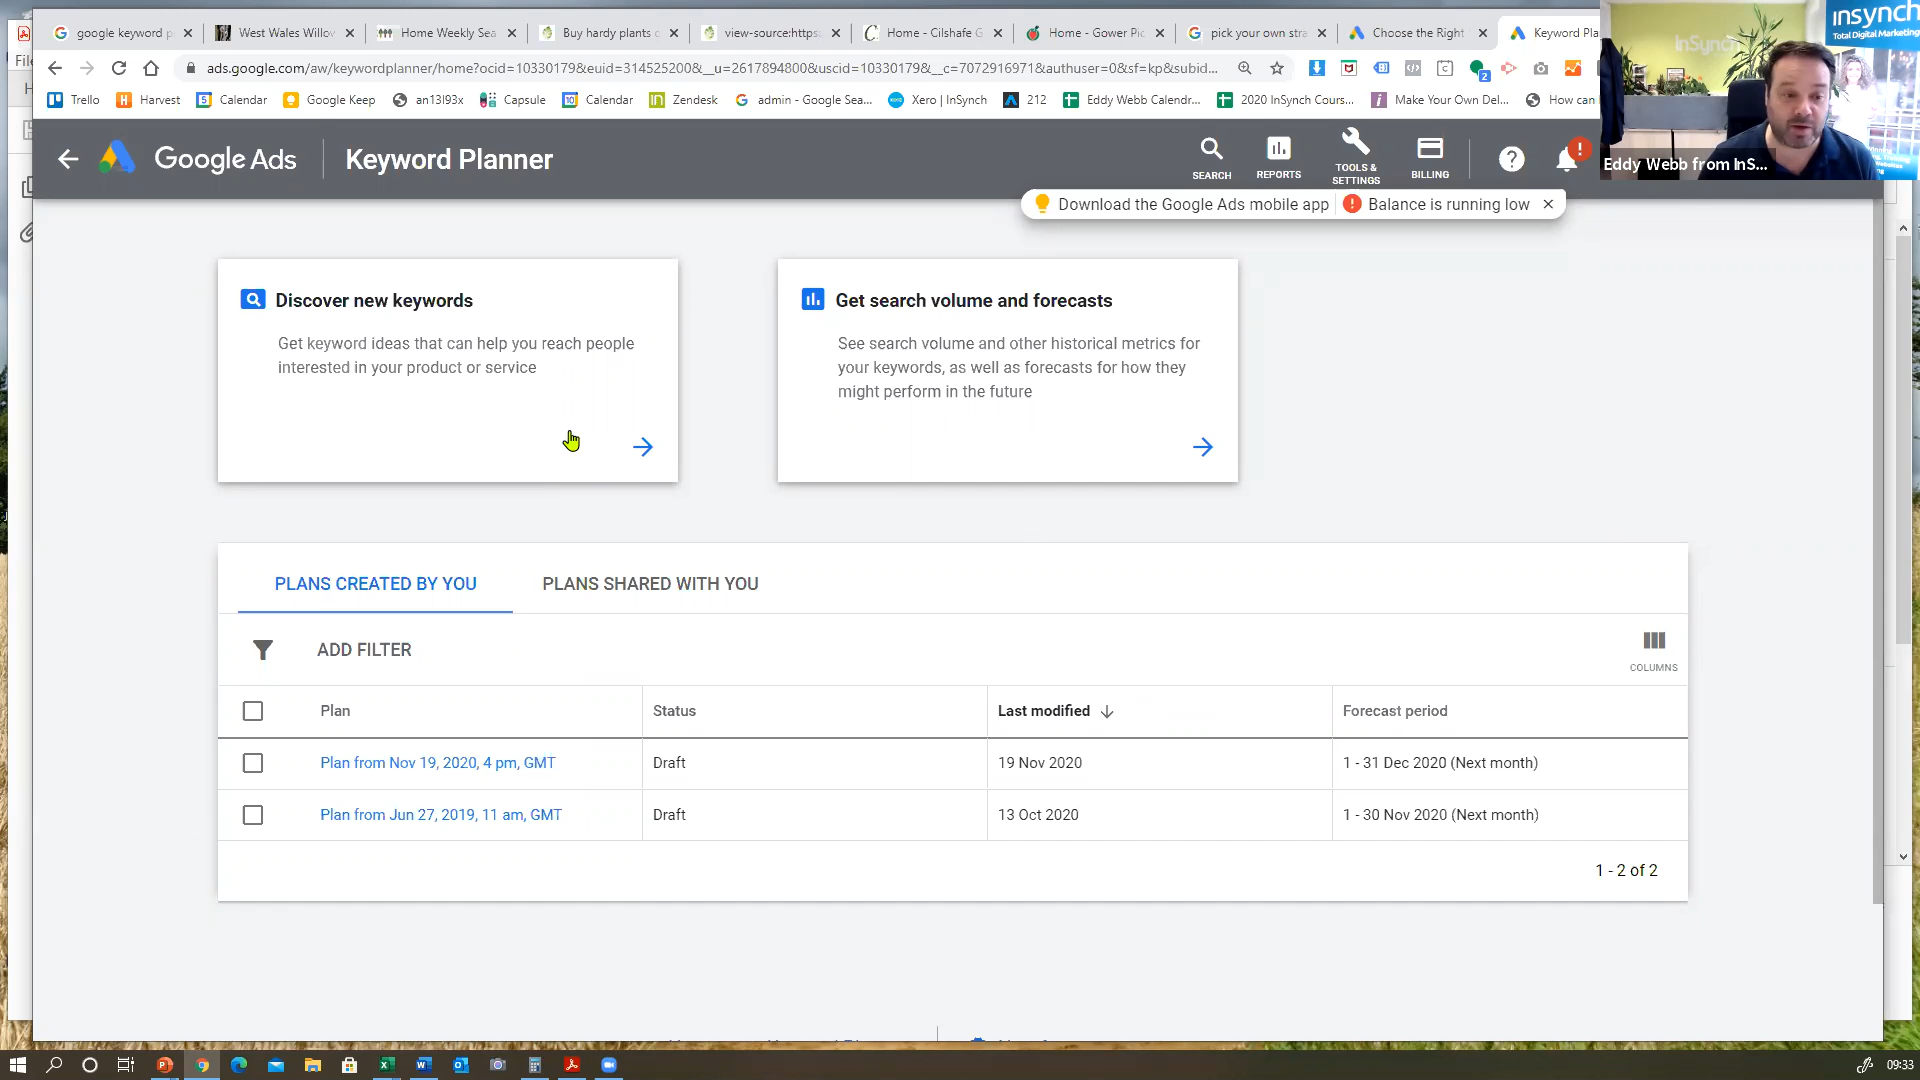 google keyword p
West Wales Willov
Home Weekly Sea
Buy hardy plants o
view-source:https:
Home - Cilshafe G
Home - Gower Pic
pick your own stra
Choose the Right
Keyword Pla
insynch
Total Digital Marketing
ads.google.com/aw/keywordplanner/home?ocid=10330179&euid=314525200&__u=2617894800&uscid=10330179&__c=7072916971&authuser=0&sf=kp&subid...
2
Trello
Harvest
5
Calendar
Google Keep
an13l93x
Capsule
10
Calendar
Zendesk
admin - Google Sea...
Xero | InSynch
212
Eddy Webb Calendr...
2020 InSynch Cours...
Make Your Own Del...
How can
File
Google Ads
Keyword Planner
SEARCH
REPORTS
TOOLS &
SETTINGS
BILLING
Eddy Webb from InS...
Download the Google Ads mobile app
Balance is running low
Discover new keywords
Get keyword ideas that can help you reach people
interested in your product or service
Get search volume and forecasts
See search volume and other historical metrics for
your keywords, as well as forecasts for how they
might perform in the future
PLANS CREATED BY YOU
PLANS SHARED WITH YOU
ADD FILTER
COLUMNS
Plan
Status
Last modified
Forecast period
Plan from Nov 19, 2020, 4 pm, GMT
Draft
19 Nov 2020
1 - 31 Dec 2020 (Next month)
Plan from Jun 27, 2019, 11 am, GMT
Draft
13 Oct 2020
1 - 30 Nov 2020 (Next month)
1 - 2 of 2
09:33